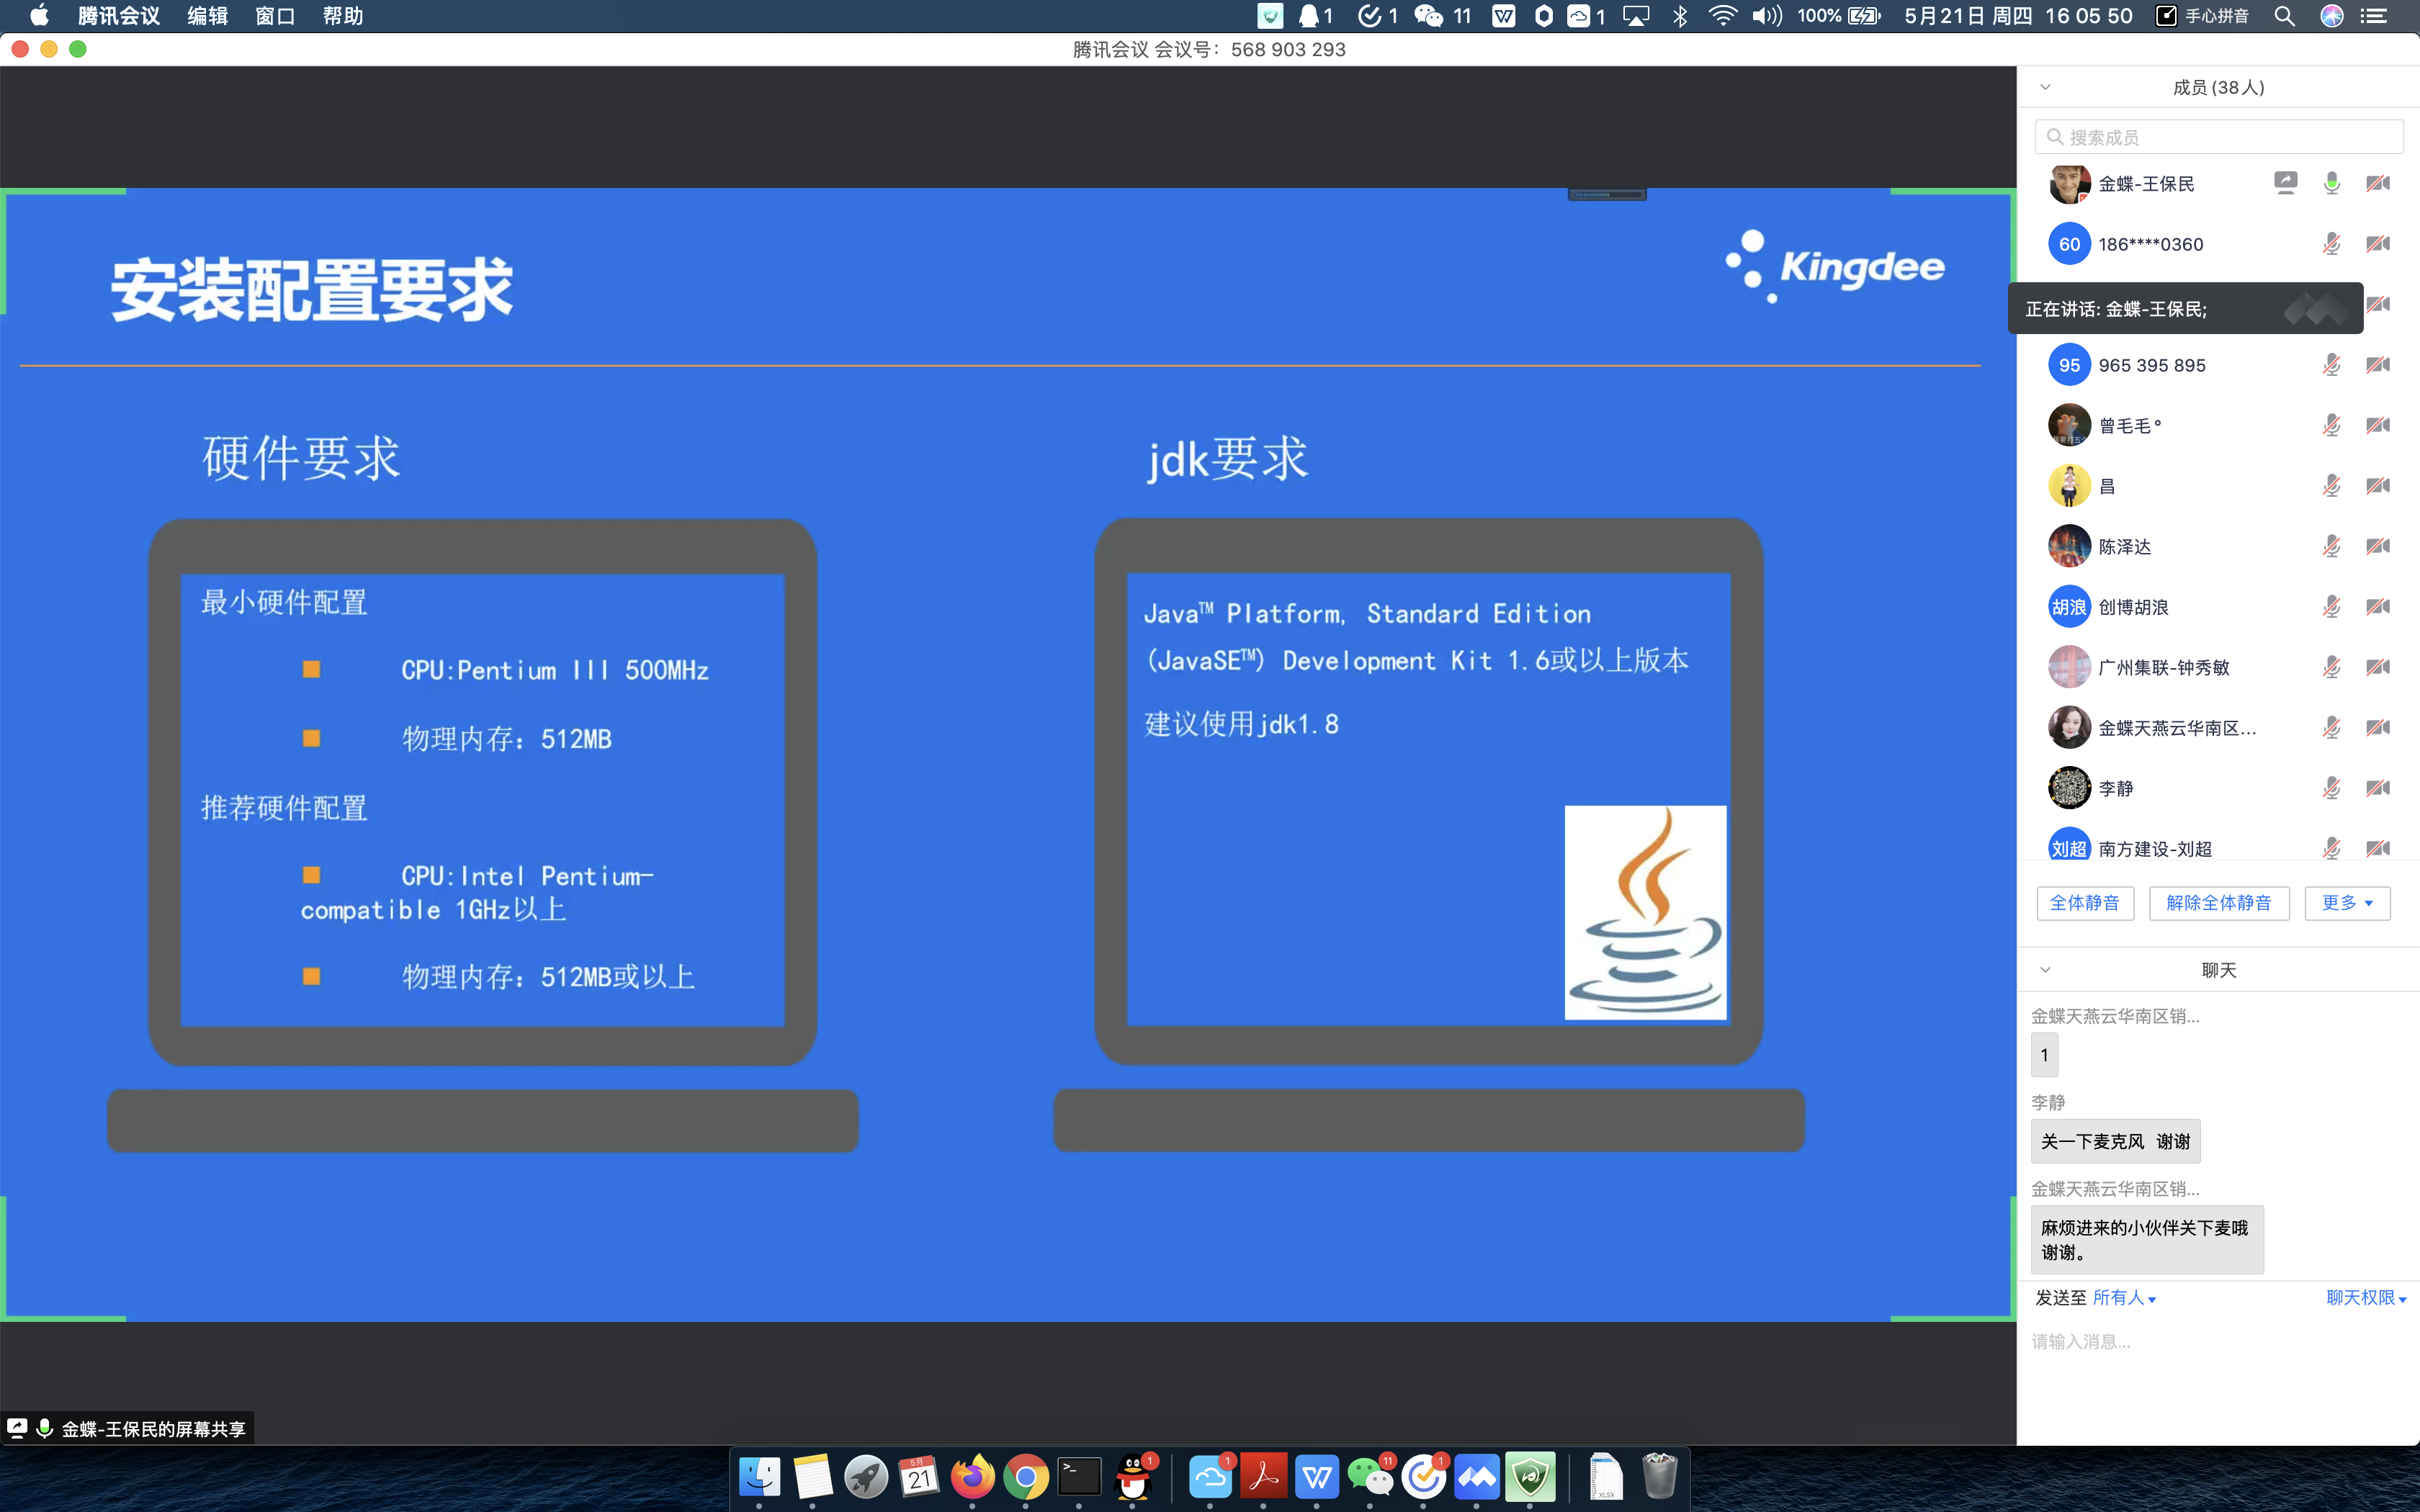 腾讯会议 编辑 窗口 帮助
1 1 11 1 100% 5月21日 周四 16 05 50 手心拼音
腾讯会议 会议号：568 903 293
安装配置要求
Kingdee
硬件要求
最小硬件配置
CPU:Pentium III 500MHz
物理内存：512MB
推荐硬件配置
CPU:Intel Pentium-
compatible 1GHz以上
物理内存：512MB或以上
jdk要求
Java™ Platform, Standard Edition
(JavaSE™) Development Kit 1.6或以上版本
建议使用jdk1.8
成员(38人)
搜索成员
金蝶-王保民
60 186****0360
正在讲话: 金蝶-王保民;
95 965 395 895
曾毛毛°
昌
陈泽达
胡浪 创博胡浪
广州集联-钟秀敏
金蝶天燕云华南区...
李静
刘超 南方建设-刘超
全体静音 解除全体静音 更多
聊天
金蝶天燕云华南区销...
1
李静
关一下麦克风 谢谢
金蝶天燕云华南区销...
麻烦进来的小伙伴关下麦哦
谢谢。
发送至 所有人 聊天权限
请输入消息...
金蝶-王保民的屏幕共享
5月
21
1 1 11 1
XLSX